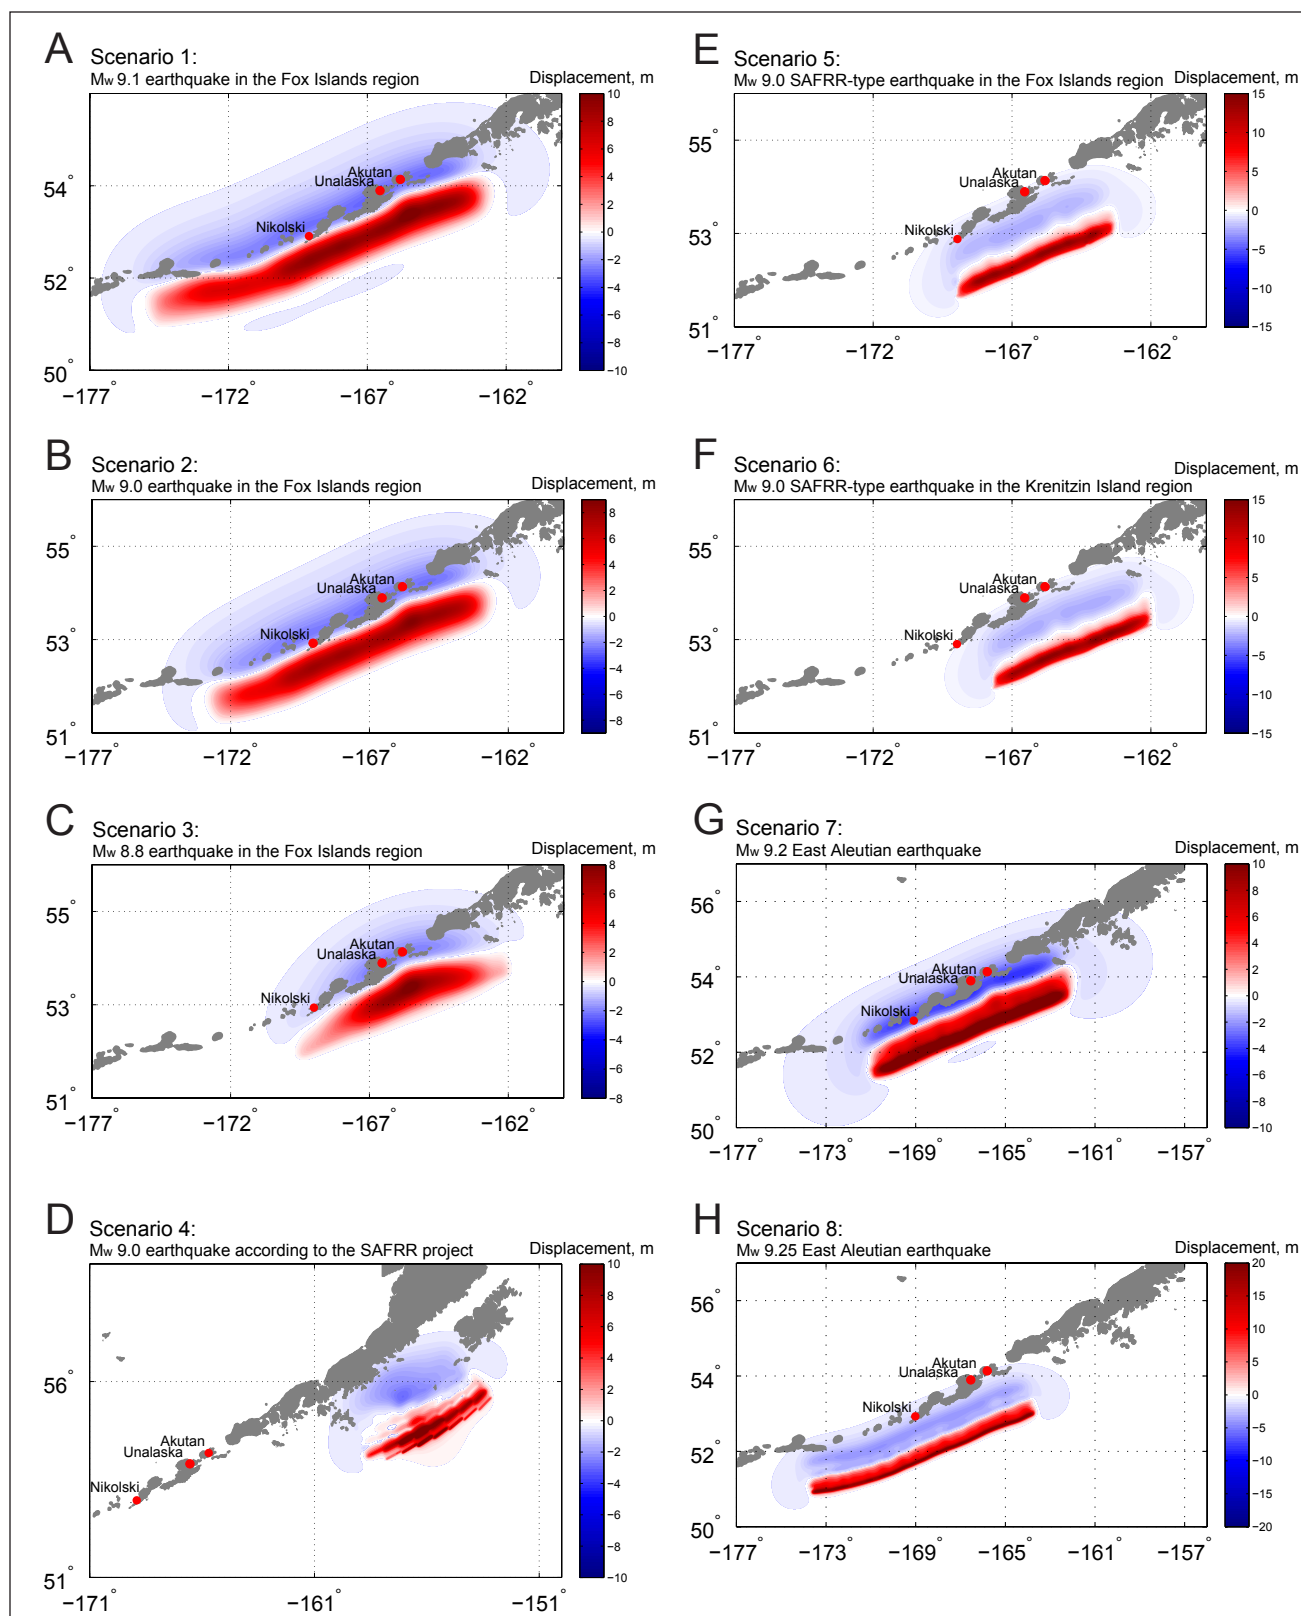 A
Scenario 1:
Mw 9.1 earthquake in the Fox Islands region
Displacement, m
54°
52°
50°
−177° −172° −167° −162°
Akutan
Unalaska
Nikolski
10
8
6
4
2
0
−2
−4
−6
−8
−10
B
Scenario 2:
Mw 9.0 earthquake in the Fox Islands region
Displacement, m
55°
53°
51°
−177° −172° −167° −162°
Akutan
Unalaska
Nikolski
8
6
4
2
0
−2
−4
−6
−8
C
Scenario 3:
Mw 8.8 earthquake in the Fox Islands region
Displacement, m
55°
53°
51°
−177° −172° −167° −162°
Akutan
Unalaska
Nikolski
8
6
4
2
0
−2
−4
−6
−8
D
Scenario 4:
Mw 9.0 earthquake according to the SAFRR project
Displacement, m
56°
51°
−171° −161° −151°
Akutan
Unalaska
Nikolski
10
8
6
4
2
0
−2
−4
−6
−8
−10
E
Scenario 5:
Mw 9.0 SAFRR-type earthquake in the Fox Islands region
Displacement, m
55°
53°
51°
−177° −172° −167° −162°
Akutan
Unalaska
Nikolski
15
10
5
0
−5
−10
−15
F
Scenario 6:
Mw 9.0 SAFRR-type earthquake in the Krenitzin Island region
Displacement, m
55°
53°
51°
−177° −172° −167° −162°
Akutan
Unalaska
Nikolski
15
10
5
0
−5
−10
−15
G
Scenario 7:
Mw 9.2 East Aleutian earthquake
Displacement, m
56°
54°
52°
50°
−177° −173° −169° −165° −161° −157°
Akutan
Unalaska
Nikolski
10
8
6
4
2
0
−2
−4
−6
−8
−10
H
Scenario 8:
Mw 9.25 East Aleutian earthquake
Displacement, m
56°
54°
52°
50°
−177° −173° −169° −165° −161° −157°
Akutan
Unalaska
Nikolski
20
15
10
5
0
−5
−10
−15
−20